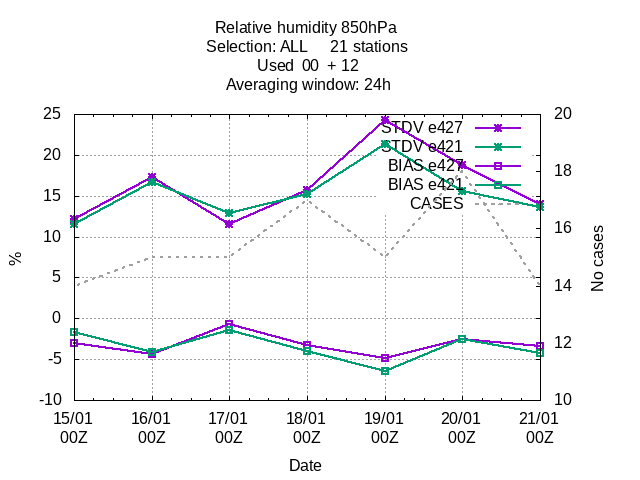 Relative humidity 850hPa
Selection: ALL     21 stations
Used  00  + 12
Averaging window: 24h
25
20
15
10
5
0
-5
-10
%
20
18
16
14
12
10
No cases
STDV e427
STDV e421
BIAS e427
BIAS e421
CASES
15/01 16/01 17/01 18/01 19/01 20/01 21/01
00Z 00Z 00Z 00Z 00Z 00Z 00Z
Date